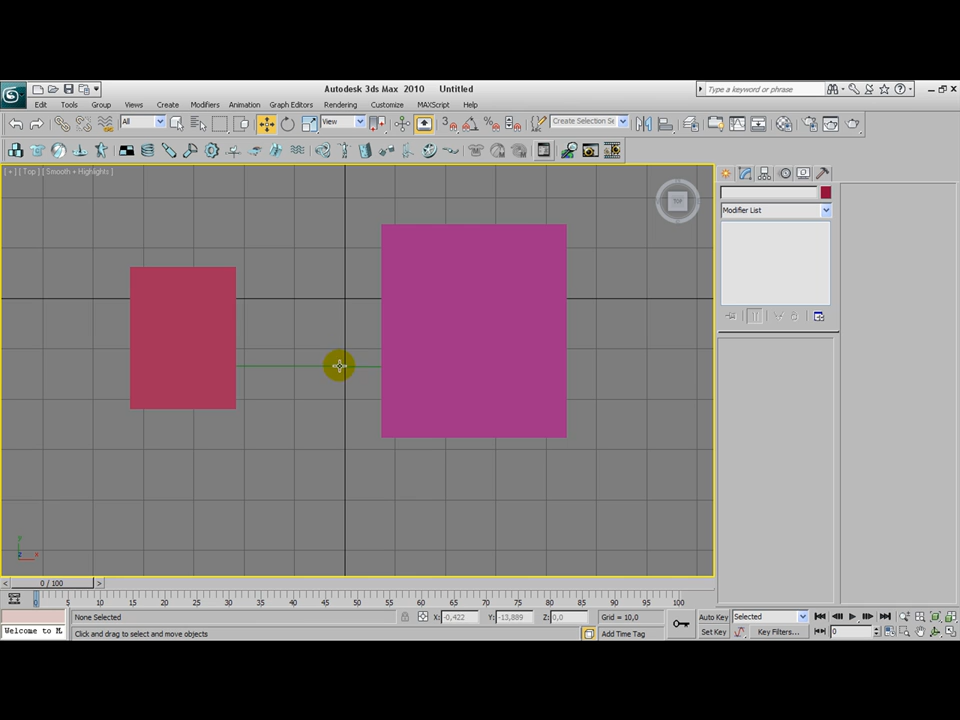 Autodesk 3ds Max 2010 Untitled
Type a keyword or phrase
Edit Tools Group Views Create Modifiers Animation Graph Editors Rendering Customize MAXScript Help
All View Create Selection Se
[ + ] [ Top ] [ Smooth + Highlights ]
TOP
Modifier List
y
z x
< 0 / 100 >
0 5 10 15 20 25 30 35 40 45 50 55 60 65 70 75 80 85 90 95 100
None Selected X: -0,422 Y: -13,889 Z: 0,0 Grid = 10,0 Auto Key Selected
Welcome to M Click and drag to select and move objects Add Time Tag Set Key Key Filters... 0